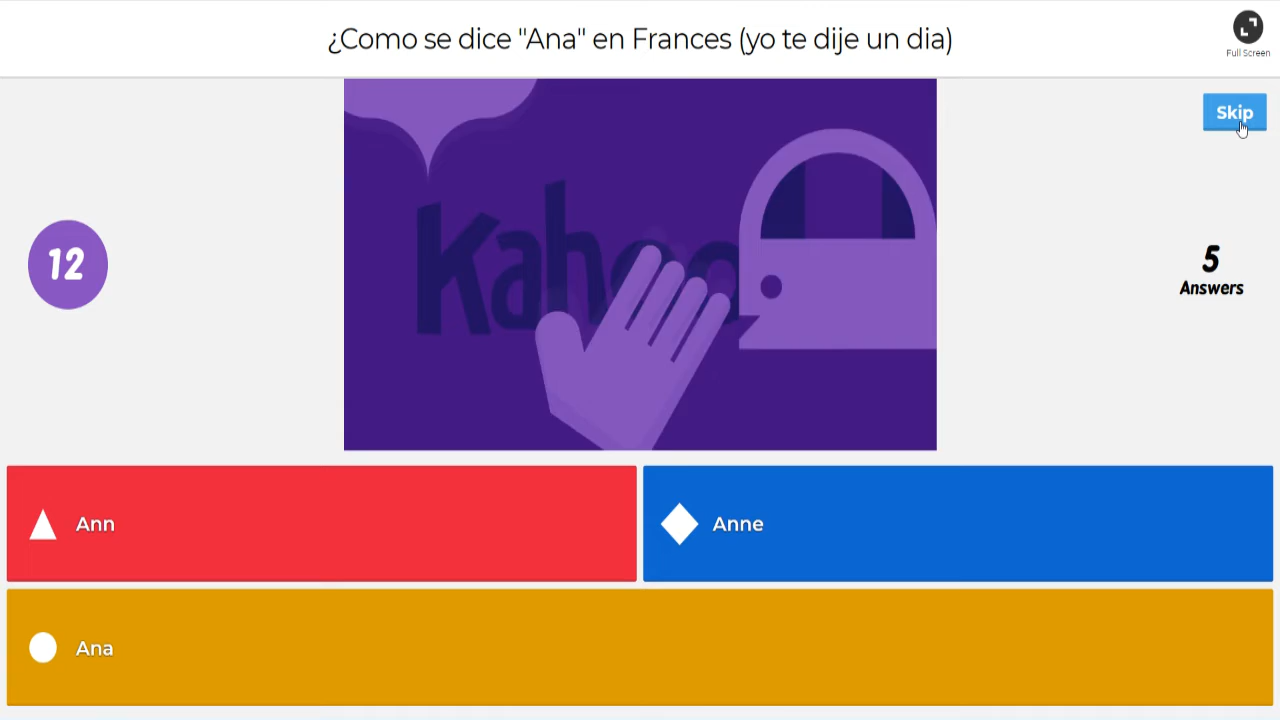 ¿Como se dice "Ana" en Frances (yo te dije un dia)
Full Screen
Skip
Kahoo
12
5
Answers
Ann
Anne
Ana